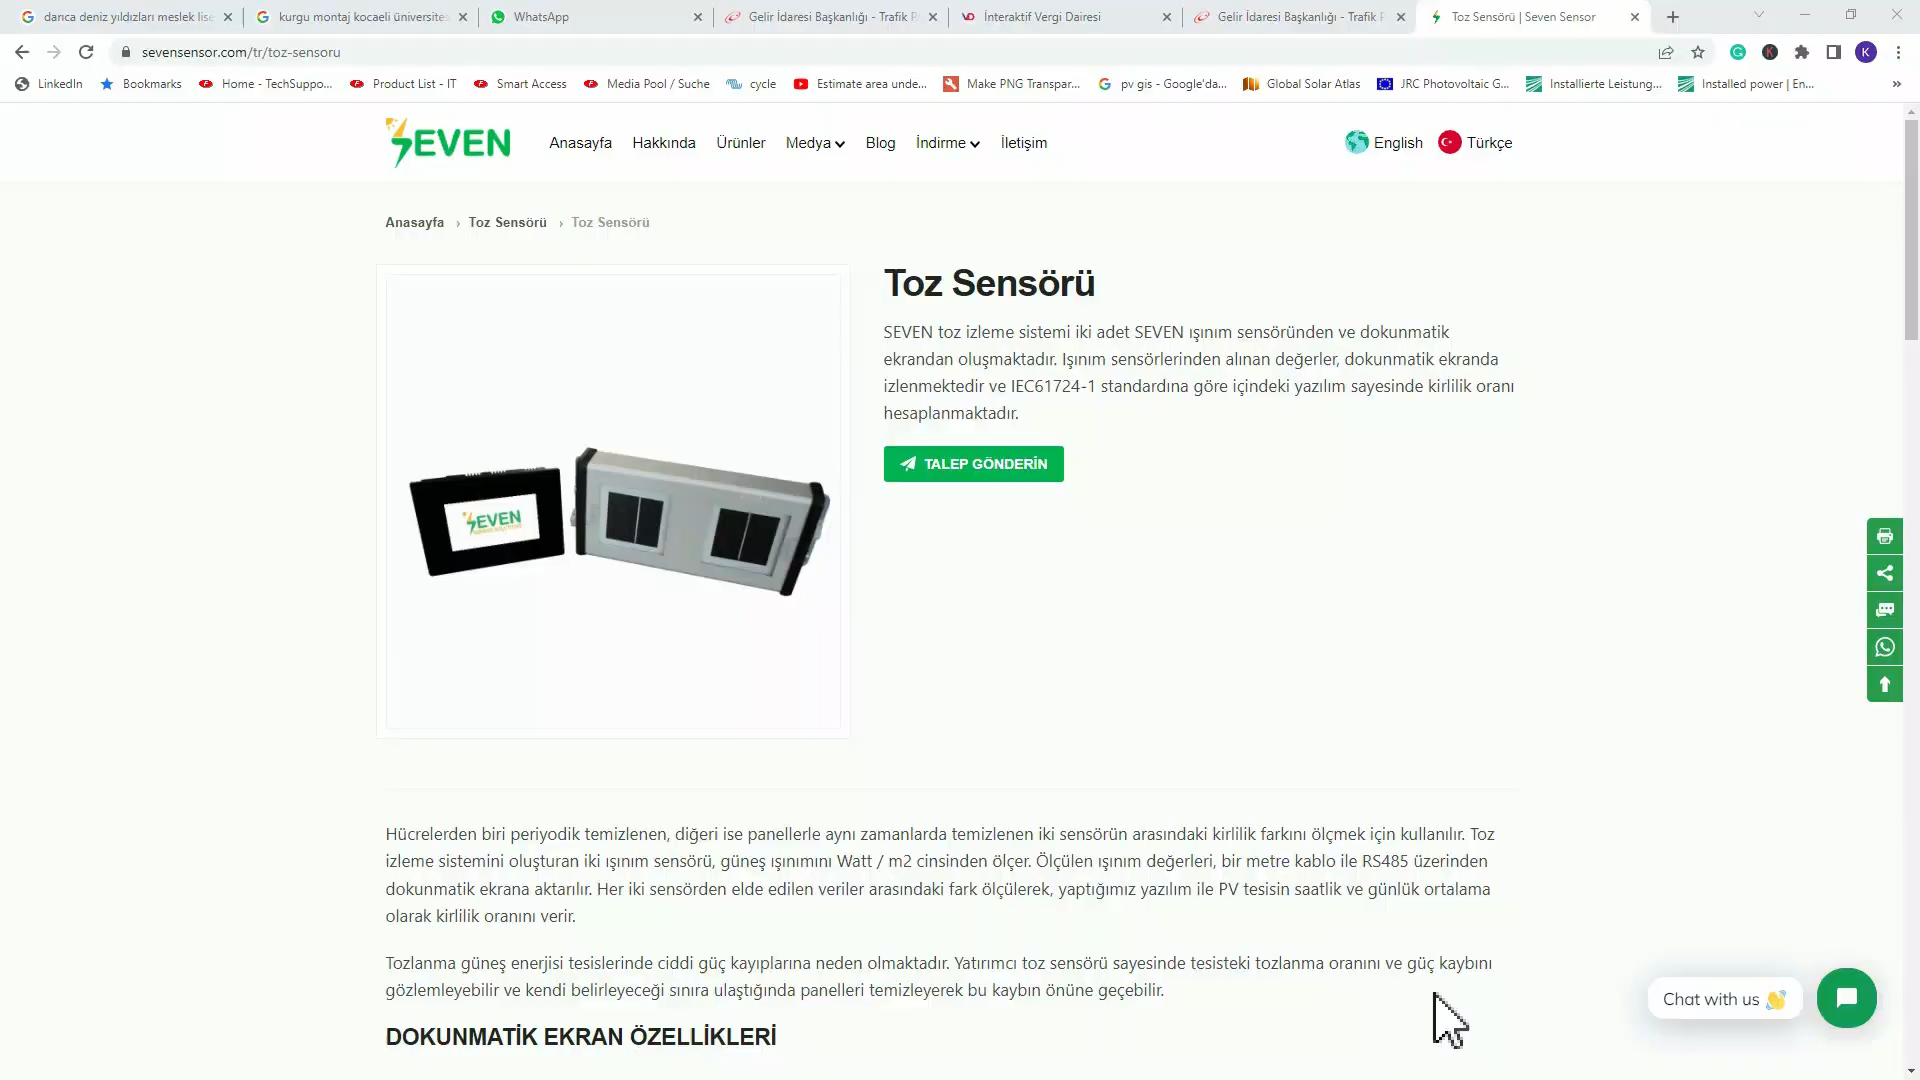 darıca deniz yıldızları meslek lise
kurgu montaj kocaeli üniversites
WhatsApp
Gelir İdaresi Başkanlığı - Trafik P
İnteraktif Vergi Dairesi
Gelir İdaresi Başkanlığı - Trafik P
Toz Sensörü | Seven Sensor
sevensensor.com/tr/toz-sensoru
K
LinkedIn
Bookmarks
Home - TechSuppo...
Product List - IT
Smart Access
Media Pool / Suche
cycle
Estimate area unde...
Make PNG Transpar...
pv gis - Google'da...
Global Solar Atlas
JRC Photovoltaic G...
Installierte Leistung...
Installed power | En...
SEVEN
Anasayfa
Hakkında
Ürünler
Medya
Blog
İndirme
İletişim
English
Türkçe
Anasayfa › Toz Sensörü › Toz Sensörü
Toz Sensörü
SEVEN toz izleme sistemi iki adet SEVEN ışınım sensöründen ve dokunmatik
ekrandan oluşmaktadır. Işınım sensörlerinden alınan değerler, dokunmatik ekranda
izlenmektedir ve IEC61724-1 standardına göre içindeki yazılım sayesinde kirlilik oranı
hesaplanmaktadır.
TALEP GÖNDERİN
SEVEN
Hücrelerden biri periyodik temizlenen, diğeri ise panellerle aynı zamanlarda temizlenen iki sensörün arasındaki kirlilik farkını ölçmek için kullanılır. Toz
izleme sistemini oluşturan iki ışınım sensörü, güneş ışınımını Watt / m2 cinsinden ölçer. Ölçülen ışınım değerleri, bir metre kablo ile RS485 üzerinden
dokunmatik ekrana aktarılır. Her iki sensörden elde edilen veriler arasındaki fark ölçülerek, yaptığımız yazılım ile PV tesisin saatlik ve günlük ortalama
olarak kirlilik oranını verir.
Tozlanma güneş enerjisi tesislerinde ciddi güç kayıplarına neden olmaktadır. Yatırımcı toz sensörü sayesinde tesisteki tozlanma oranını ve güç kaybını
gözlemleyebilir ve kendi belirleyeceği sınıra ulaştığında panelleri temizleyerek bu kaybın önüne geçebilir.
Chat with us
DOKUNMATİK EKRAN ÖZELLİKLERİ